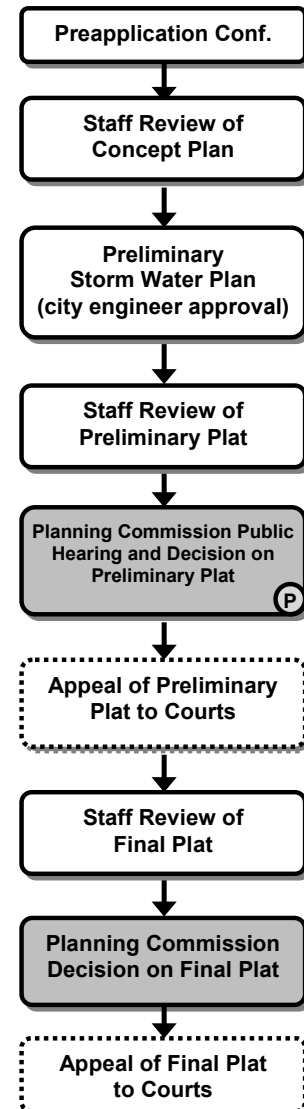 Preapplication Conf.
Staff Review of
Concept Plan
Preliminary
Storm Water Plan
(city engineer approval)
Staff Review of
Preliminary Plat
Planning Commission Public
Hearing and Decision on
Preliminary Plat
P
Appeal of Preliminary
Plat to Courts
Staff Review of
Final Plat
Planning Commission
Decision on Final Plat
Appeal of Final Plat
to Courts